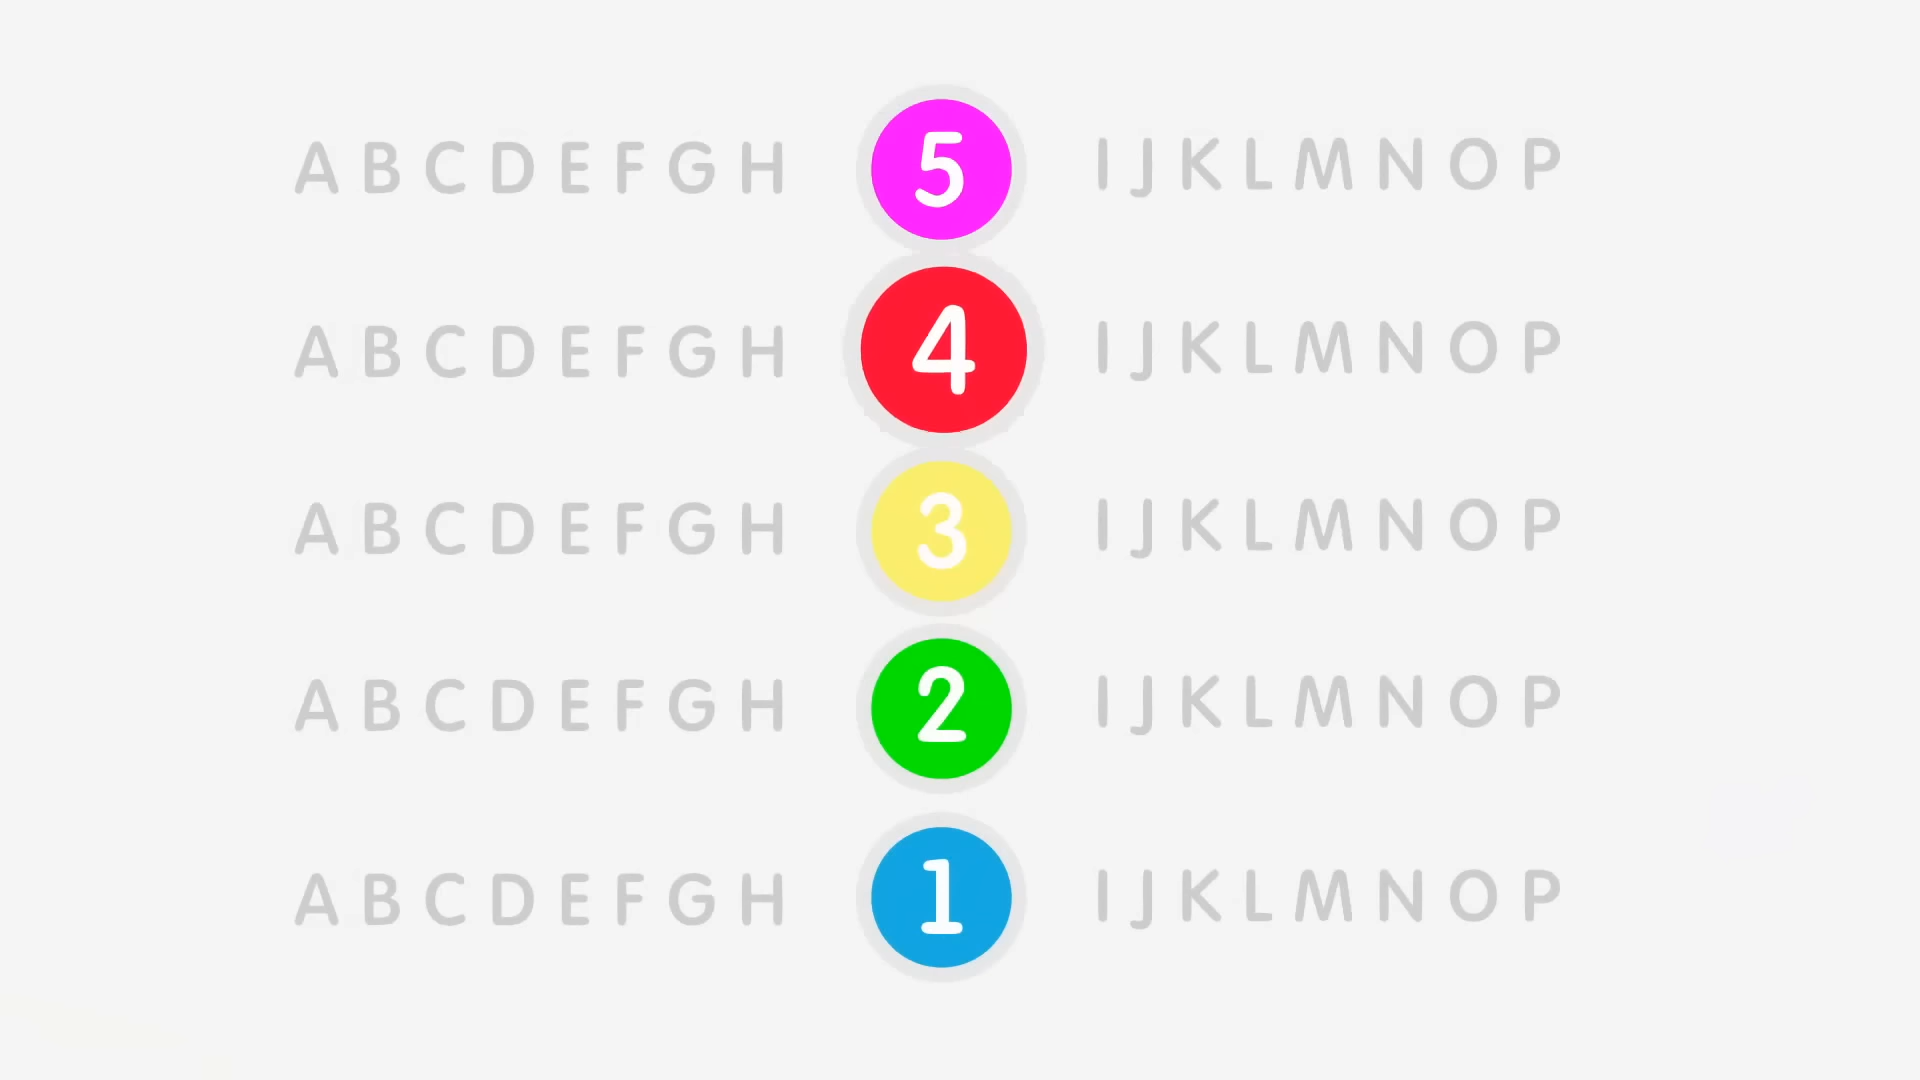 A B C D E F G H 5 I J K L M N O P
A B C D E F G H 4 I J K L M N O P
A B C D E F G H 3 I J K L M N O P
A B C D E F G H 2 I J K L M N O P
A B C D E F G H 1 I J K L M N O P